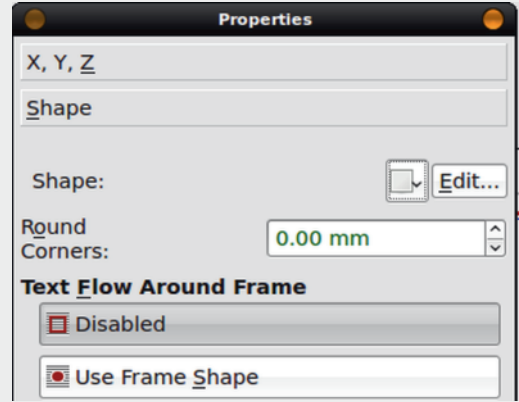 Properties
X, Y, Z
Shape
Shape:
Edit...
Round
Corners:
0.00 mm
Text Flow Around Frame
Disabled
Use Frame Shape